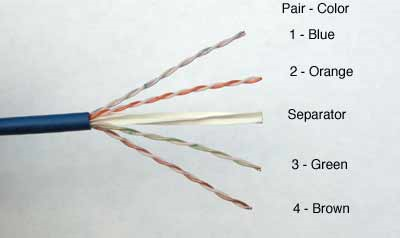 Pair - Color
1 - Blue
2 - Orange
Separator
3 - Green
4 - Brown